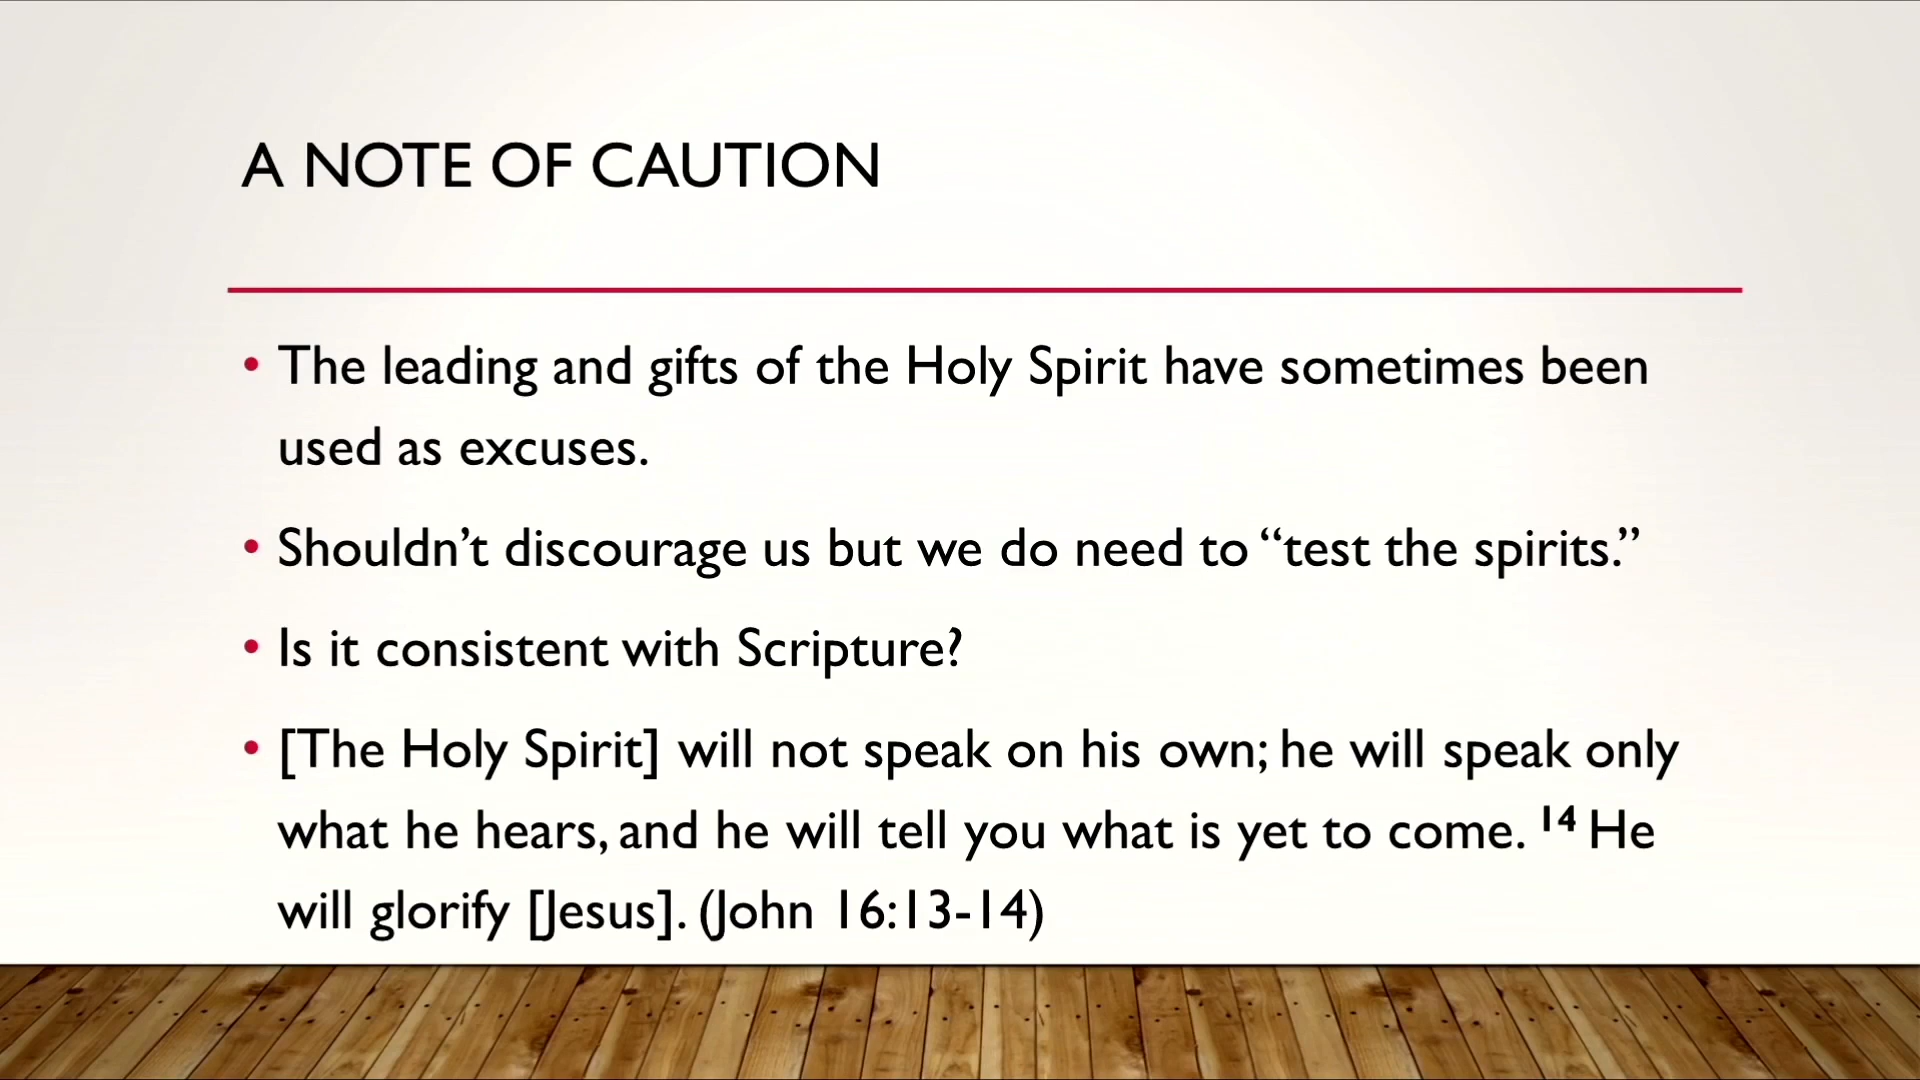 A NOTE OF CAUTION
• The leading and gifts of the Holy Spirit have sometimes been
used as excuses.
• Shouldn’t discourage us but we do need to “test the spirits.”
• Is it consistent with Scripture?
• [The Holy Spirit] will not speak on his own; he will speak only
what he hears, and he will tell you what is yet to come. ¹⁴ He
will glorify [Jesus]. (John 16:13-14)